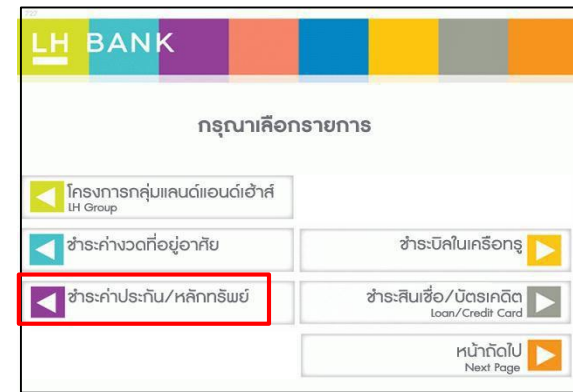 LH BANK
กรุณาเลือกรายการ
โครงการกลุ่มแลนด์แอนด์เฮ้าส์
LH Group
ชำระค่างวดที่อยู่อาศัย
ชำระบิลในเครือทรู
ชำระค่าประกัน/หลักทรัพย์
ชำระสินเชื่อ/บัตรเคดิต
Loan/Credit Card
หน้าถัดไป
Next Page